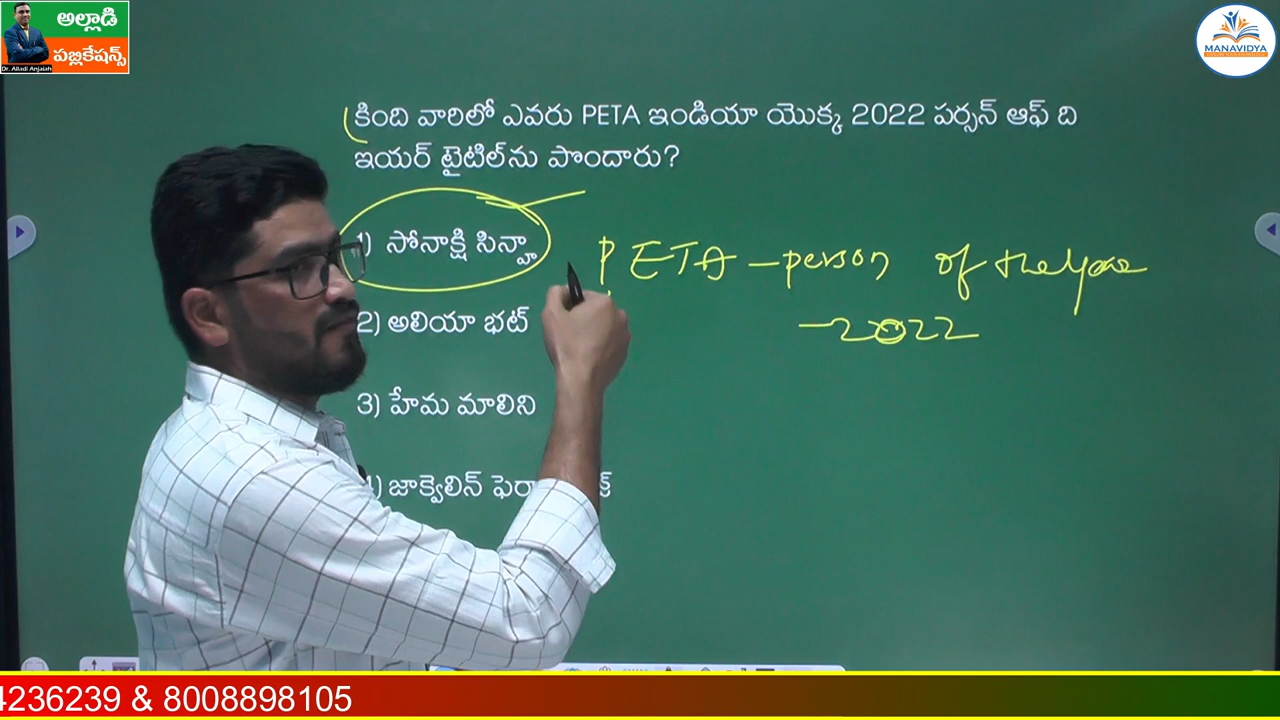 అల్లాడి
పబ్లికేషన్స్
Dr. Alladi Anjaiah
MANAVIDYA
కింది వారిలో ఎవరు PETA ఇండియా యొక్క 2022 పర్సన్ ఆఫ్ ది
ఇయర్ టైటిల్‌ను పొందారు?
1) సోనాక్షి సిన్హా
PETA - person of the Year
- 2022
2) అలియా భట్
3) హేమ మాలిని
జాక్వెలిన్
4236239 & 8008898105